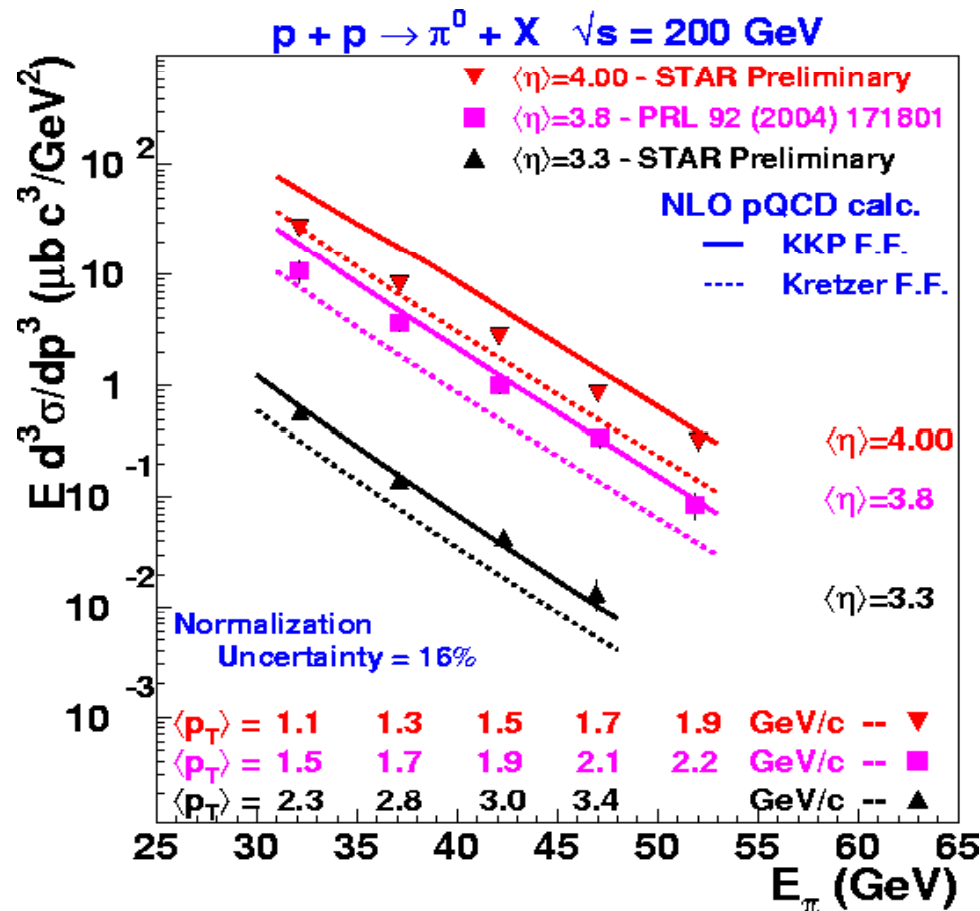 p + p → π⁰ + X √s = 200 GeV
⟨η⟩=4.00 - STAR Preliminary
⟨η⟩=3.8 - PRL 92 (2004) 171801
⟨η⟩=3.3 - STAR Preliminary
NLO pQCD calc.
KKP F.F.
Kretzer F.F.
E d³σ/dp³ (μb c³/GeV²)
10²
10
1
10⁻¹
10⁻²
10⁻³
⟨η⟩=4.00
⟨η⟩=3.8
⟨η⟩=3.3
Normalization
Uncertainty = 16%
⟨p_T⟩ = 1.1 1.3 1.5 1.7 1.9 GeV/c --
⟨p_T⟩ = 1.5 1.7 1.9 2.1 2.2 GeV/c --
⟨p_T⟩ = 2.3 2.8 3.0 3.4 GeV/c --
25 30 35 40 45 50 55 60 65
E_π (GeV)